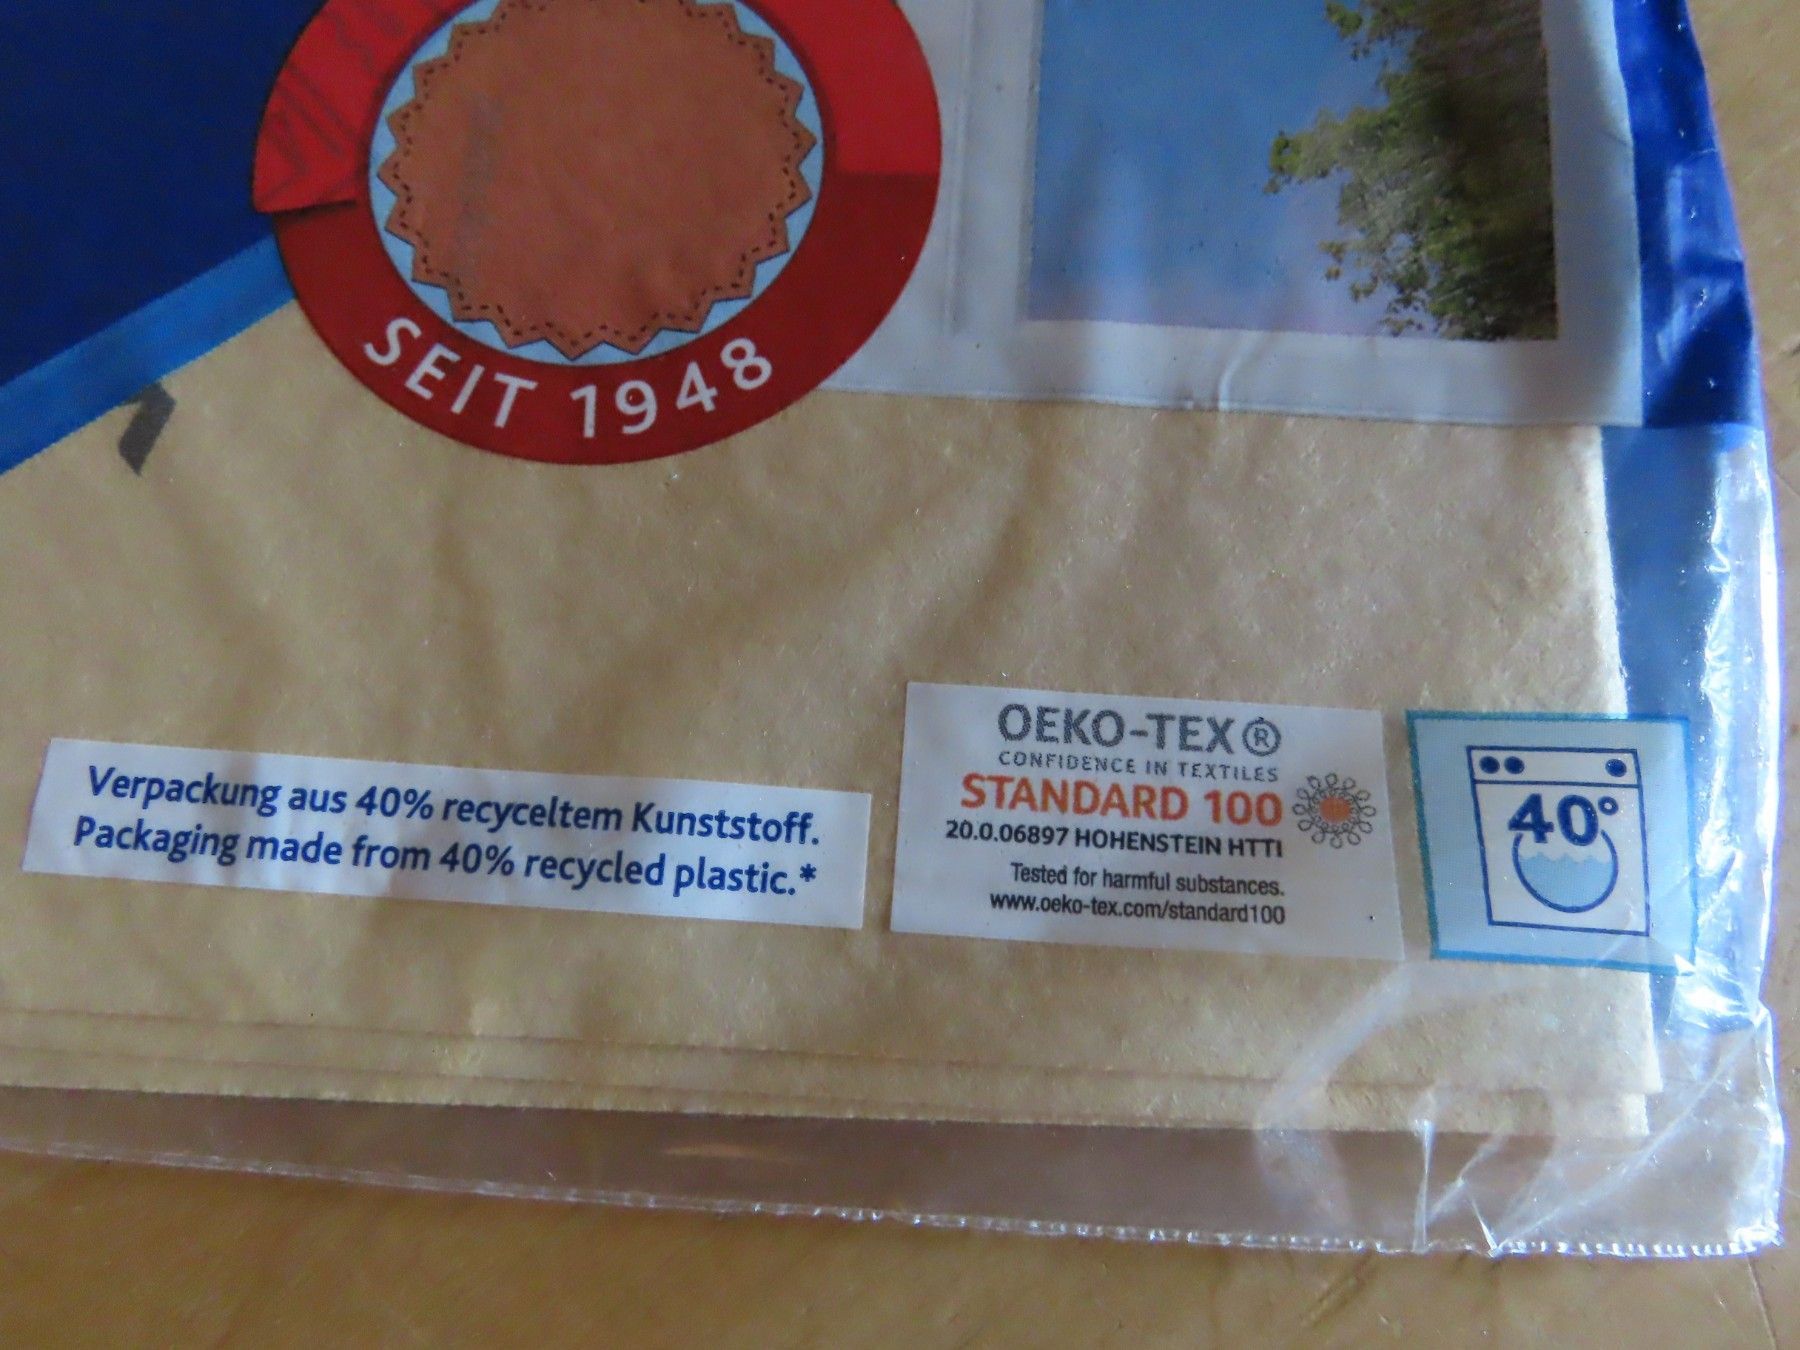 SEIT 1948
Verpackung aus 40% recyceltem Kunststoff.
Packaging made from 40% recycled plastic.*
OEKO-TEX®
CONFIDENCE IN TEXTILES
STANDARD 100
20.0.06897 HOHENSTEIN HTTI
Tested for harmful substances.
www.oeko-tex.com/standard100
40°